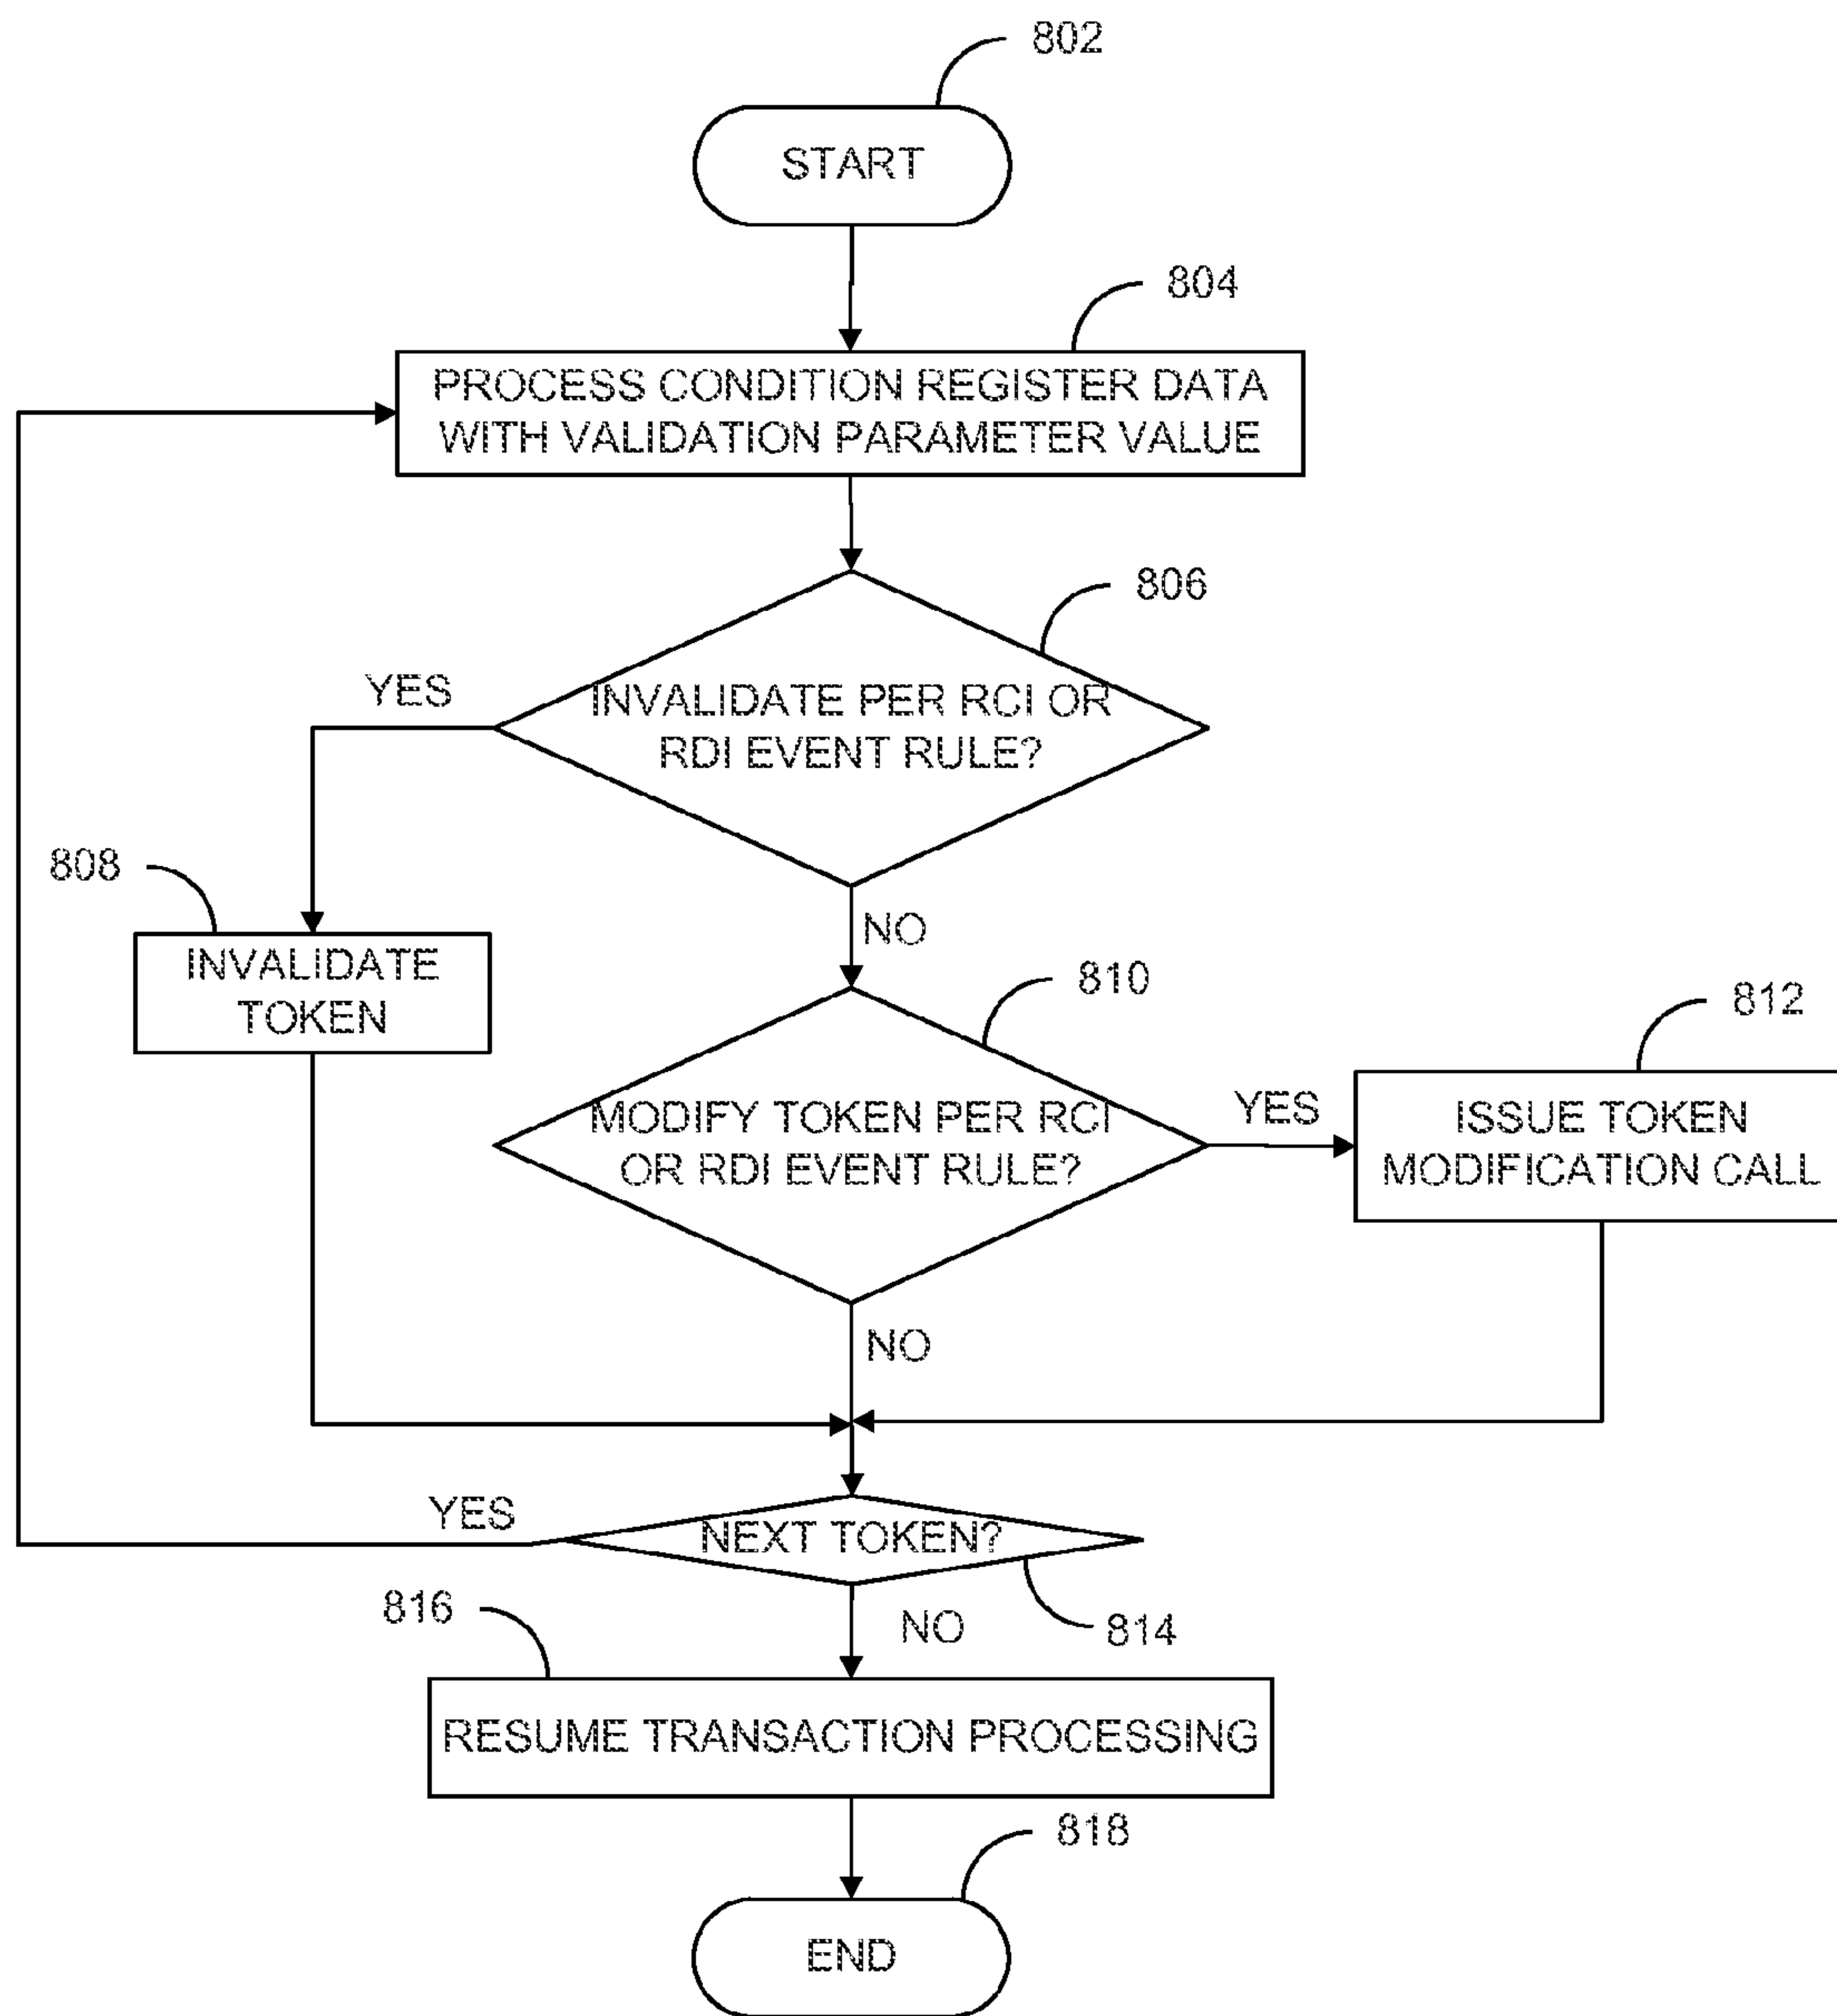 802
START
804
PROCESS CONDITION REGISTER DATA
WITH VALIDATION PARAMETER VALUE
806
YES
INVALIDATE PER RCI OR
RDI EVENT RULE?
808
NO
INVALIDATE
TOKEN
810
812
MODIFY TOKEN PER RCI
OR RDI EVENT RULE?
YES
ISSUE TOKEN
MODIFICATION CALL
NO
YES
NEXT TOKEN?
816
NO
814
RESUME TRANSACTION PROCESSING
818
END